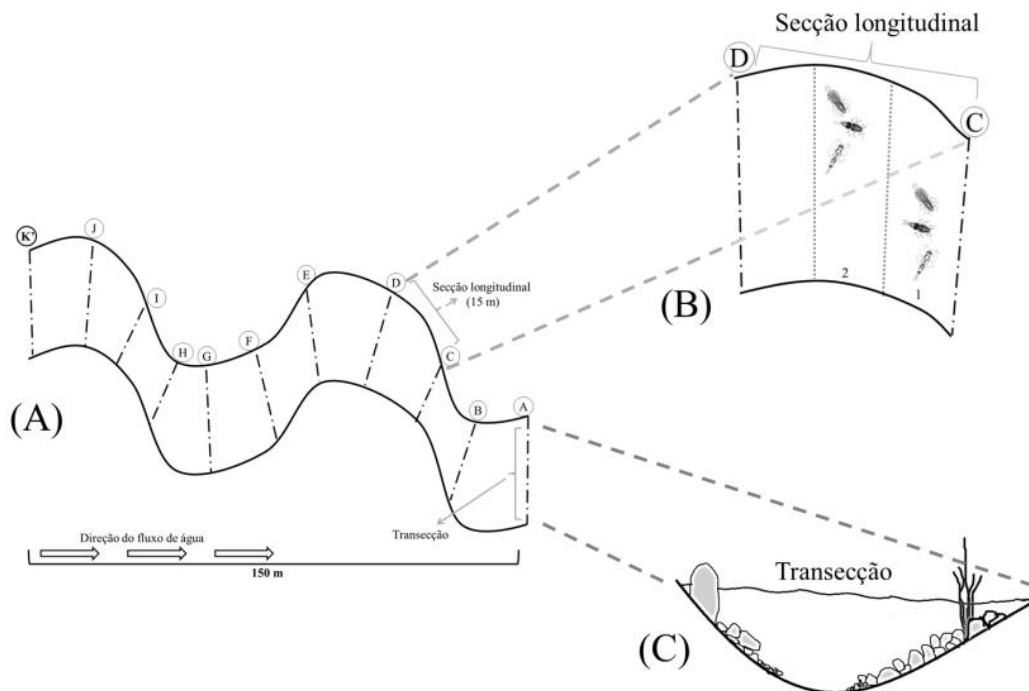 Secção longitudinal
D
C
2
1
(B)
K'
J
I
H
G
F
E
D
Secção longitudinal
(15 m)
C
B
A
(A)
Transecção
Direção do fluxo de água
150 m
Transecção
(C)